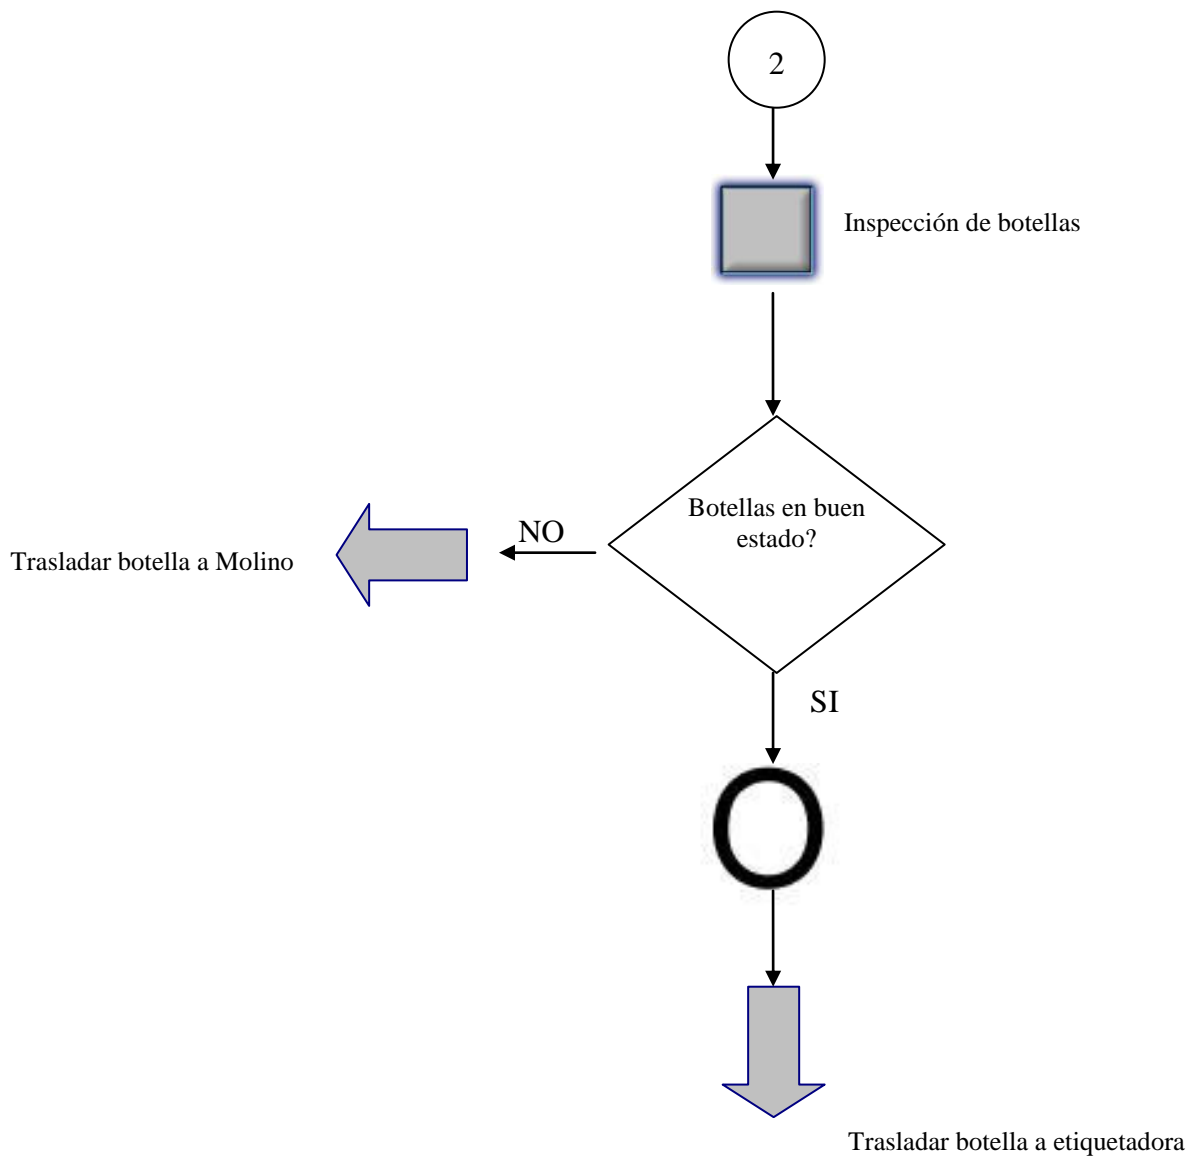 2
Inspección de botellas
Botellas en buen
estado?
NO
Trasladar botella a Molino
SI
O
Trasladar botella a etiquetadora